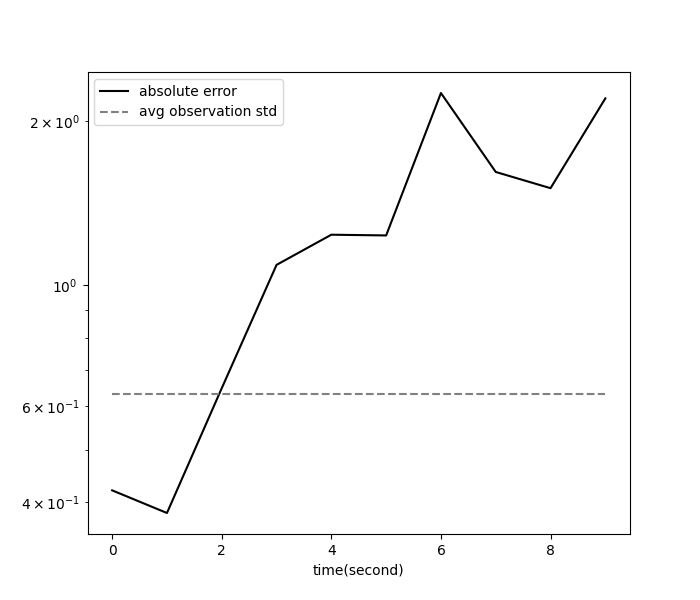 absolute error
avg observation std
2 × 10⁰
10⁰
6 × 10⁻¹
4 × 10⁻¹
0 2 4 6 8
time(second)